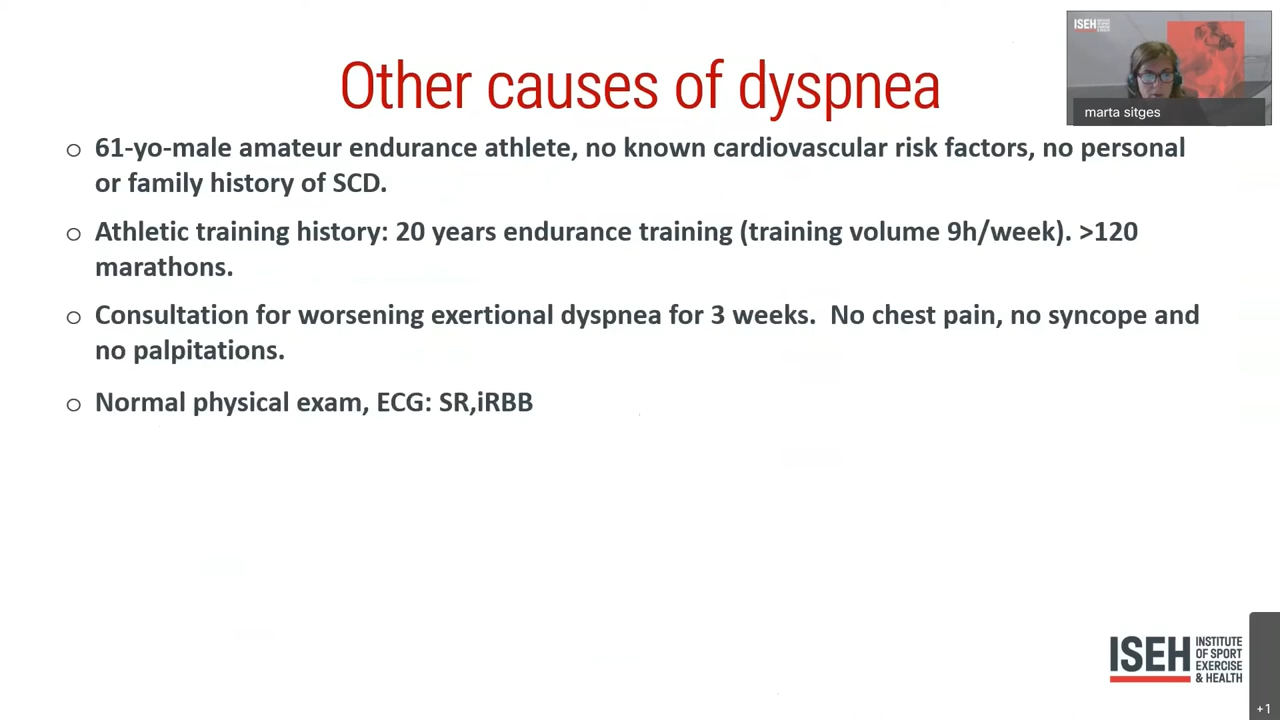 Other causes of dyspnea
ISEH
marta sitges
61-yo-male amateur endurance athlete, no known cardiovascular risk factors, no personal
or family history of SCD.
Athletic training history: 20 years endurance training (training volume 9h/week). >120
marathons.
Consultation for worsening exertional dyspnea for 3 weeks.  No chest pain, no syncope and
no palpitations.
Normal physical exam, ECG: SR,iRBB
ISEH
INSTITUTE
OF SPORT
EXERCISE
& HEALTH
+1